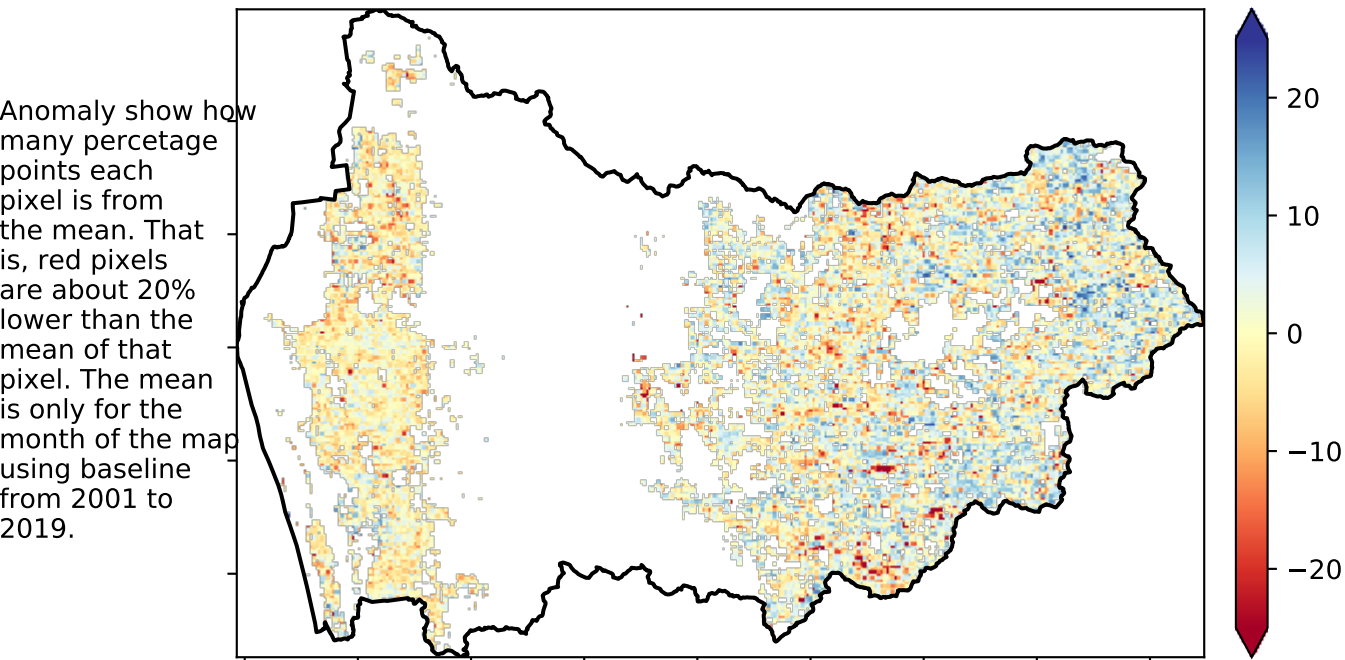 Anomaly show how
many percetage
points each
pixel is from
the mean. That
is, red pixels
are about 20%
lower than the
mean of that
pixel. The mean
is only for the
month of the map
using baseline
from 2001 to
2019.
20
10
0
−10
−20